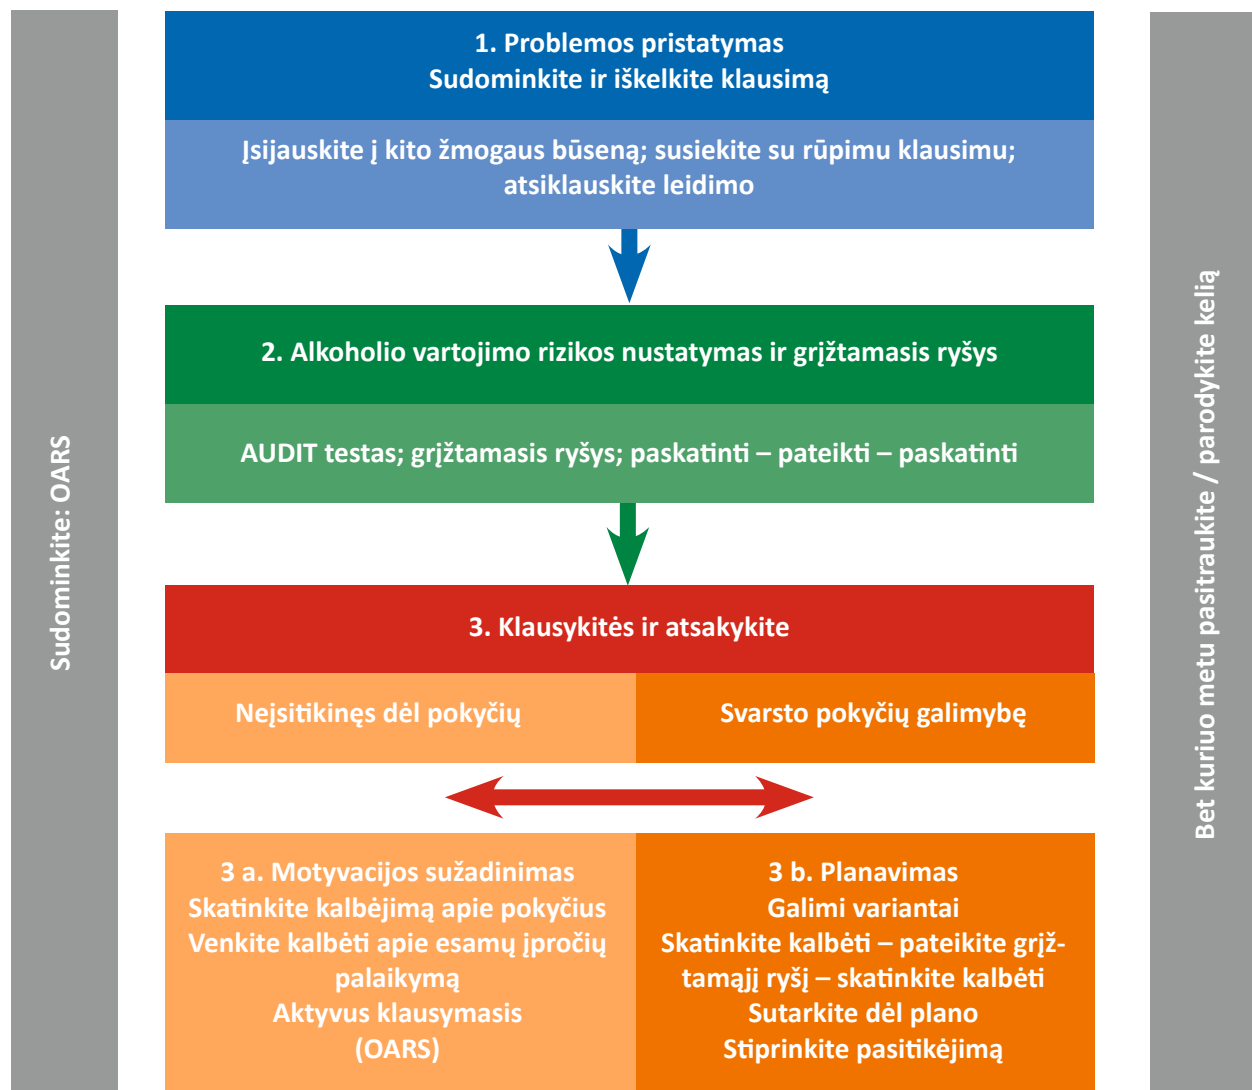 Sudominkite: OARS
1. Problemos pristatymas
Sudominkite ir iškelkite klausimą
Įsijauskite į kito žmogaus būseną; susiekite su rūpimu klausimu;
atsiklauskite leidimo
2. Alkoholio vartojimo rizikos nustatymas ir grįžtamasis ryšys
AUDIT testas; grįžtamasis ryšys; paskatinti – pateikti – paskatinti
3. Klausykitės ir atsakykite
Neįsitikinęs dėl pokyčių
Svarsto pokyčių galimybę
3 a. Motyvacijos sužadinimas
Skatinkite kalbėjimą apie pokyčius
Venkite kalbėti apie esamų įpročių
palaikymą
Aktyvus klausymasis
(OARS)
3 b. Planavimas
Galimi variantai
Skatinkite kalbėti – pateikite grįž-
tamąjį ryšį – skatinkite kalbėti
Sutarkite dėl plano
Stiprinkite pasitikėjimą
Bet kuriuo metu pasitraukite / parodykite kelią